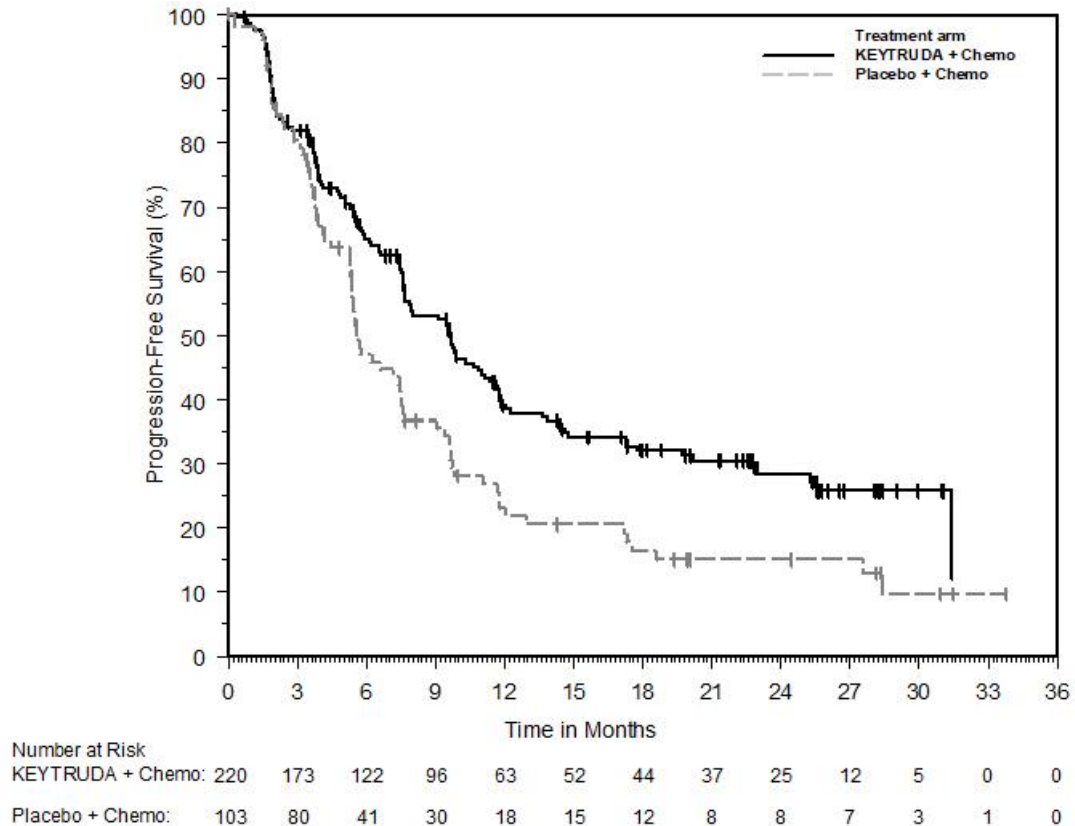 Treatment arm
KEYTRUDA + Chemo
Placebo + Chemo
Progression-Free Survival (%)
100
90
80
70
60
50
40
30
20
10
0
0 3 6 9 12 15 18 21 24 27 30 33 36
Time in Months
Number at Risk
KEYTRUDA + Chemo: 220 173 122 96 63 52 44 37 25 12 5 0 0
Placebo + Chemo: 103 80 41 30 18 15 12 8 8 7 3 1 0